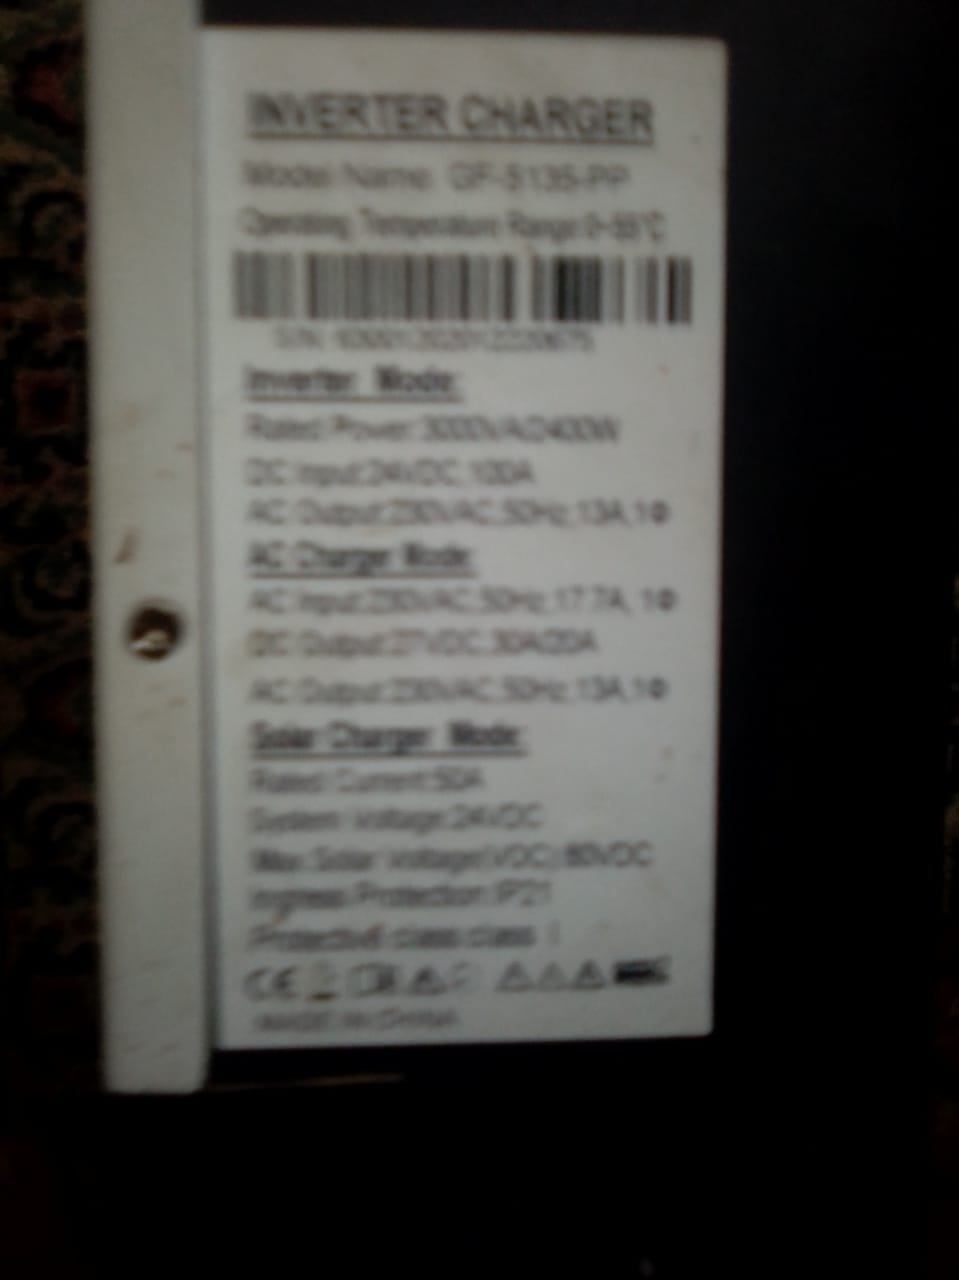 INVERTER CHARGER
Model Name: GF-5135-PP
Operating Temperature Range:0~55°C
S/N:
Inverter Mode:
Rated Power:3000VA/2400W
DC Input:24VDC,100A
AC Output:230VAC,50Hz,13A,1Φ
AC Charger Mode:
AC Input:230VAC,50Hz,17.7A, 1Φ
DC Output:27VDC,30A/20A
AC Output:230VAC,50Hz,13A,1Φ
Solar Charger Mode:
Rated Current:50A
System Voltage:24VDC
Max.Solar Voltage(VOC):80VDC
Ingress Protection:IP21
Protective class:class I
CE
MADE IN CHINA